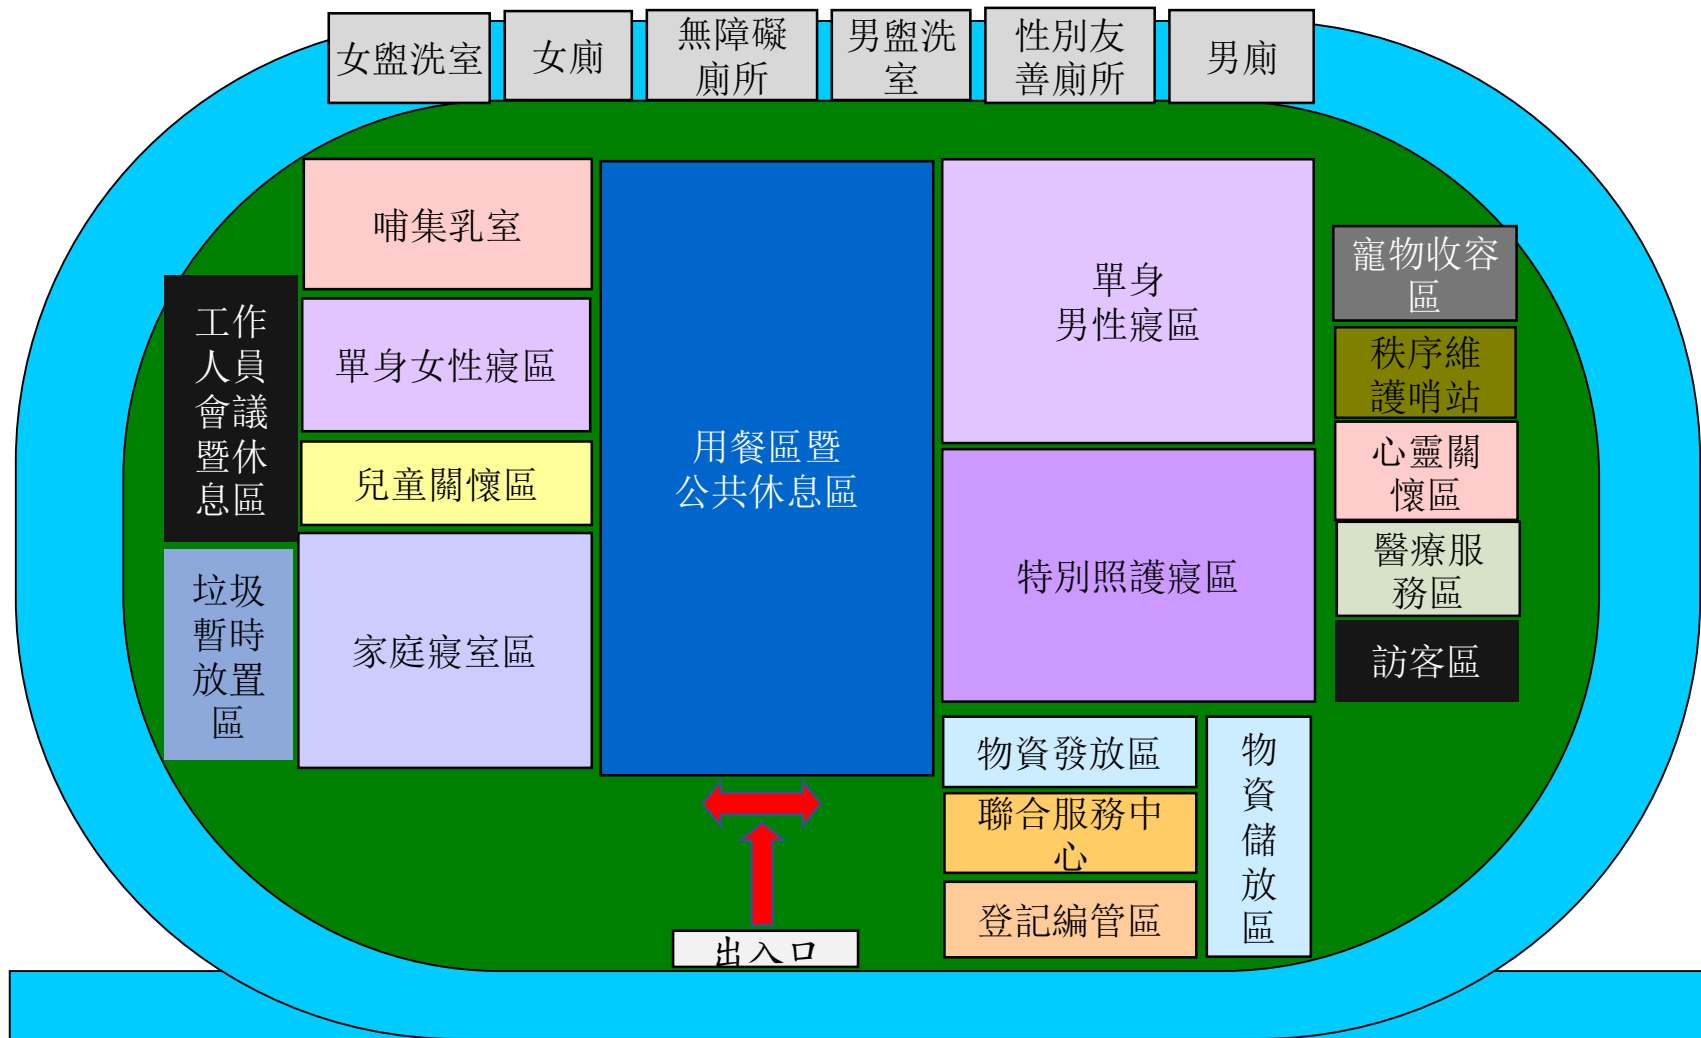 女盥洗室
女廁
無障礙
廁所
男盥洗
室
性別友
善廁所
男廁
哺集乳室
單身女性寢區
兒童關懷區
家庭寢室區
工作
人員
會議
暨休
息區
垃圾
暫時
放置
區
用餐區暨
公共休息區
單身
男性寢區
特別照護寢區
寵物收容
區
秩序維
護哨站
心靈關
懷區
醫療服
務區
訪客區
物資發放區
聯合服務中
心
登記編管區
物
資
儲
放
區
出入口